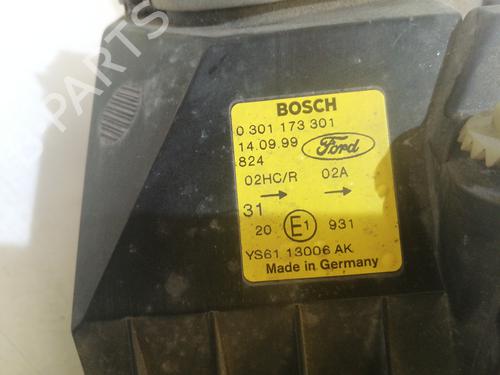 BOSCH
0 301 173 301
14.09.99 Ford
824
02HC/R 02A
31
20 E1 931
YS61 13006 AK
Made in Germany
PARTS